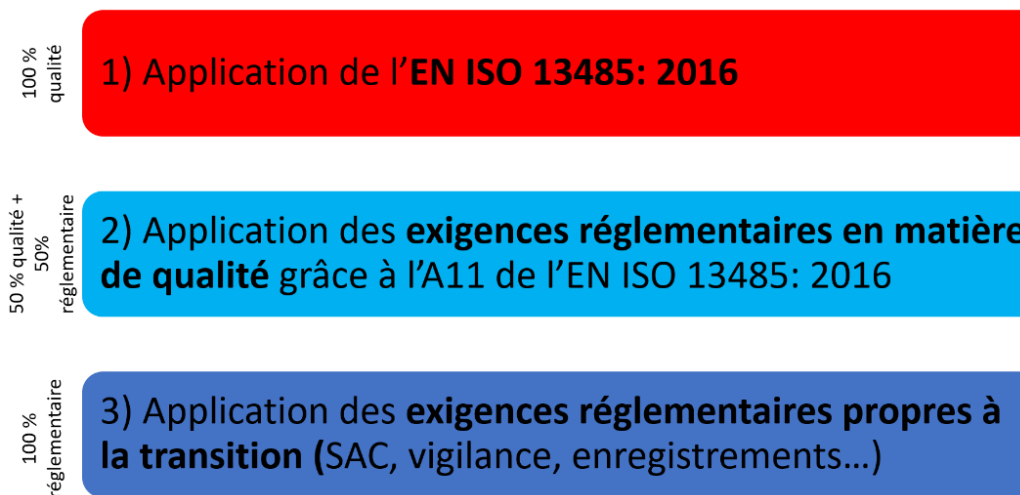 100 %
qualité
1) Application de l’EN ISO 13485: 2016
50 % qualité +
50%
réglementaire
2) Application des exigences réglementaires en matière
de qualité grâce à l’A11 de l’EN ISO 13485: 2016
100 %
réglementaire
3) Application des exigences réglementaires propres à
la transition (SAC, vigilance, enregistrements…)